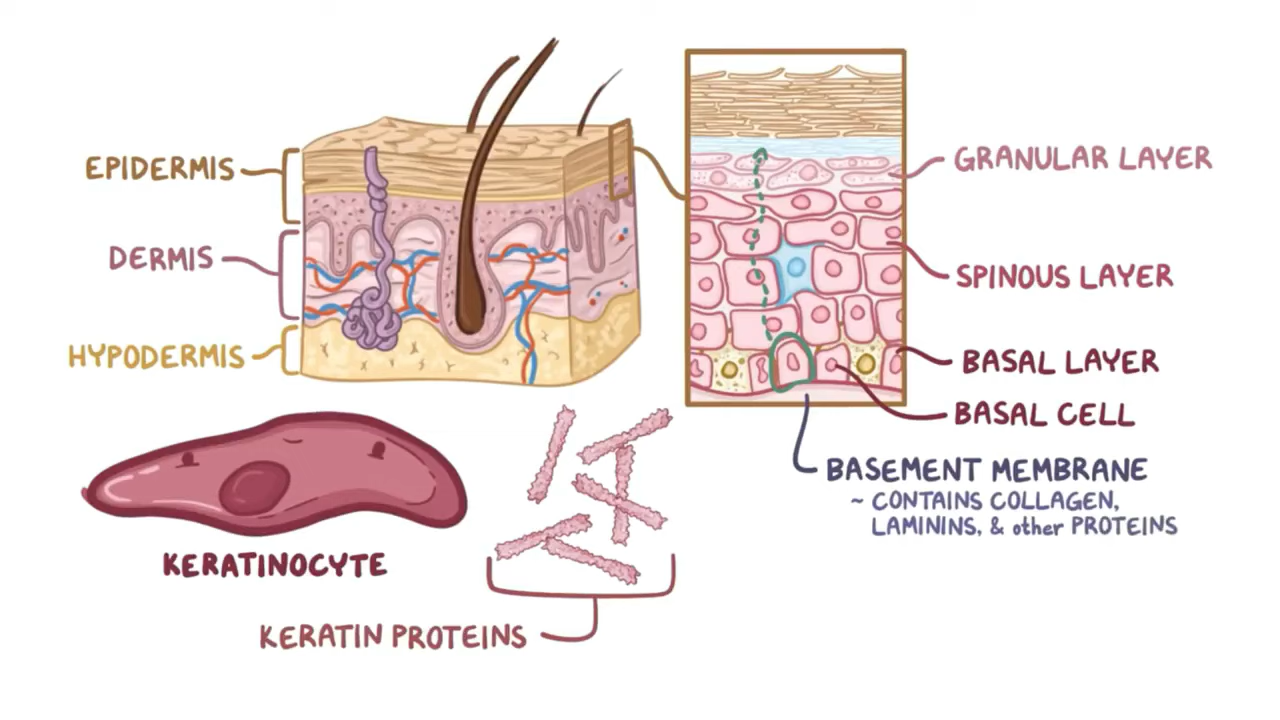 EPIDERMIS
DERMIS
HYPODERMIS
GRANULAR LAYER
SPINOUS LAYER
BASAL LAYER
BASAL CELL
BASEMENT MEMBRANE
~ CONTAINS COLLAGEN,
LAMININS, & other PROTEINS
KERATINOCYTE
KERATIN PROTEINS